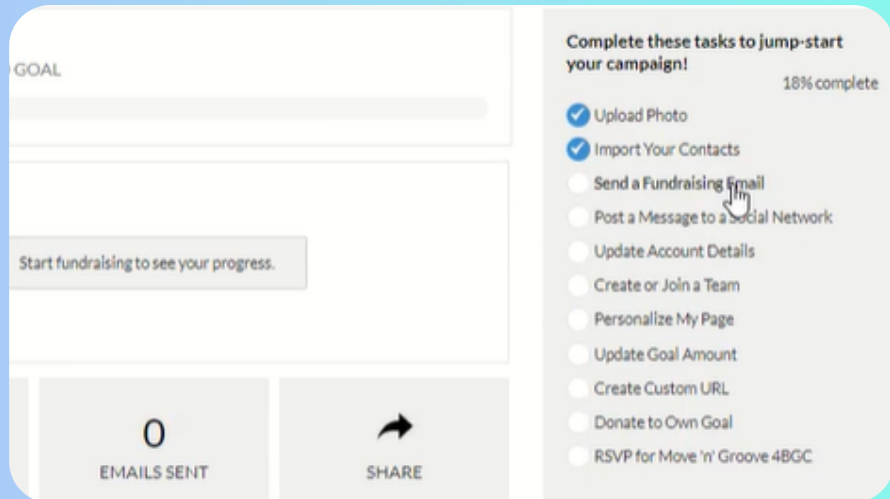 GOAL
Start fundraising to see your progress.
0
EMAILS SENT
SHARE
Complete these tasks to jump-start
your campaign!
18% complete
Upload Photo
Import Your Contacts
Send a Fundraising Email
Post a Message to a Social Network
Update Account Details
Create or Join a Team
Personalize My Page
Update Goal Amount
Create Custom URL
Donate to Own Goal
RSVP for Move 'n' Groove 4BGC